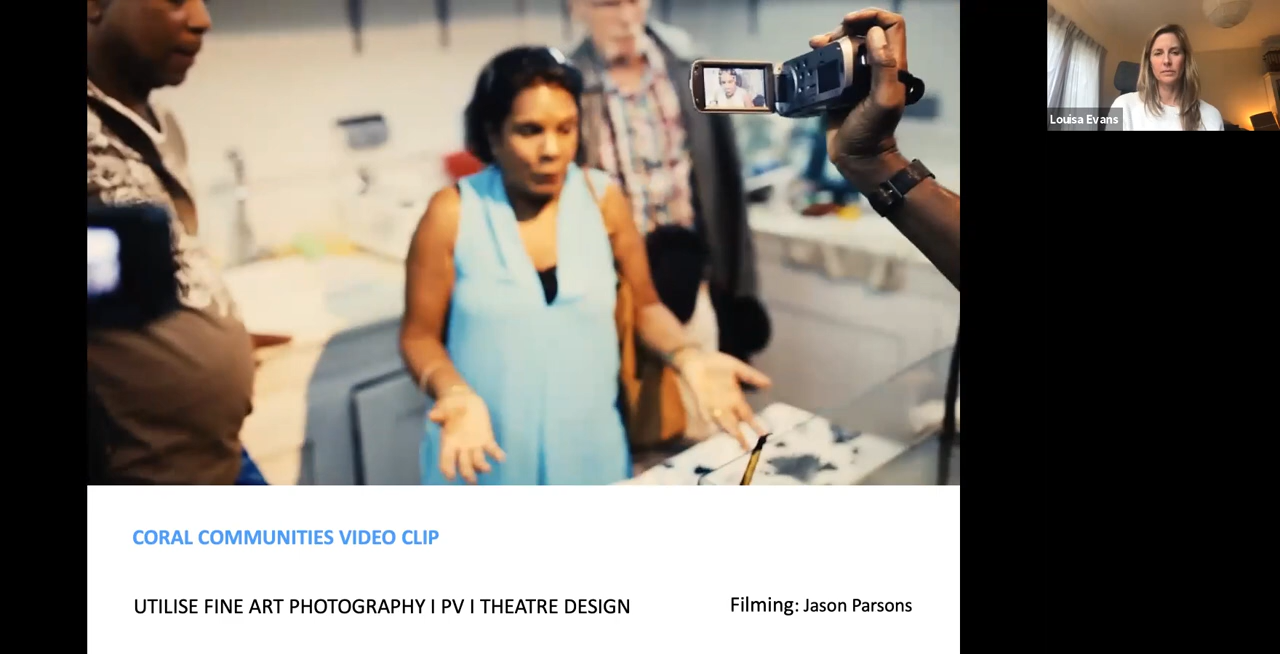 Louisa Evans
CORAL COMMUNITIES VIDEO CLIP
UTILISE FINE ART PHOTOGRAPHY I PV I THEATRE DESIGN
Filming: Jason Parsons